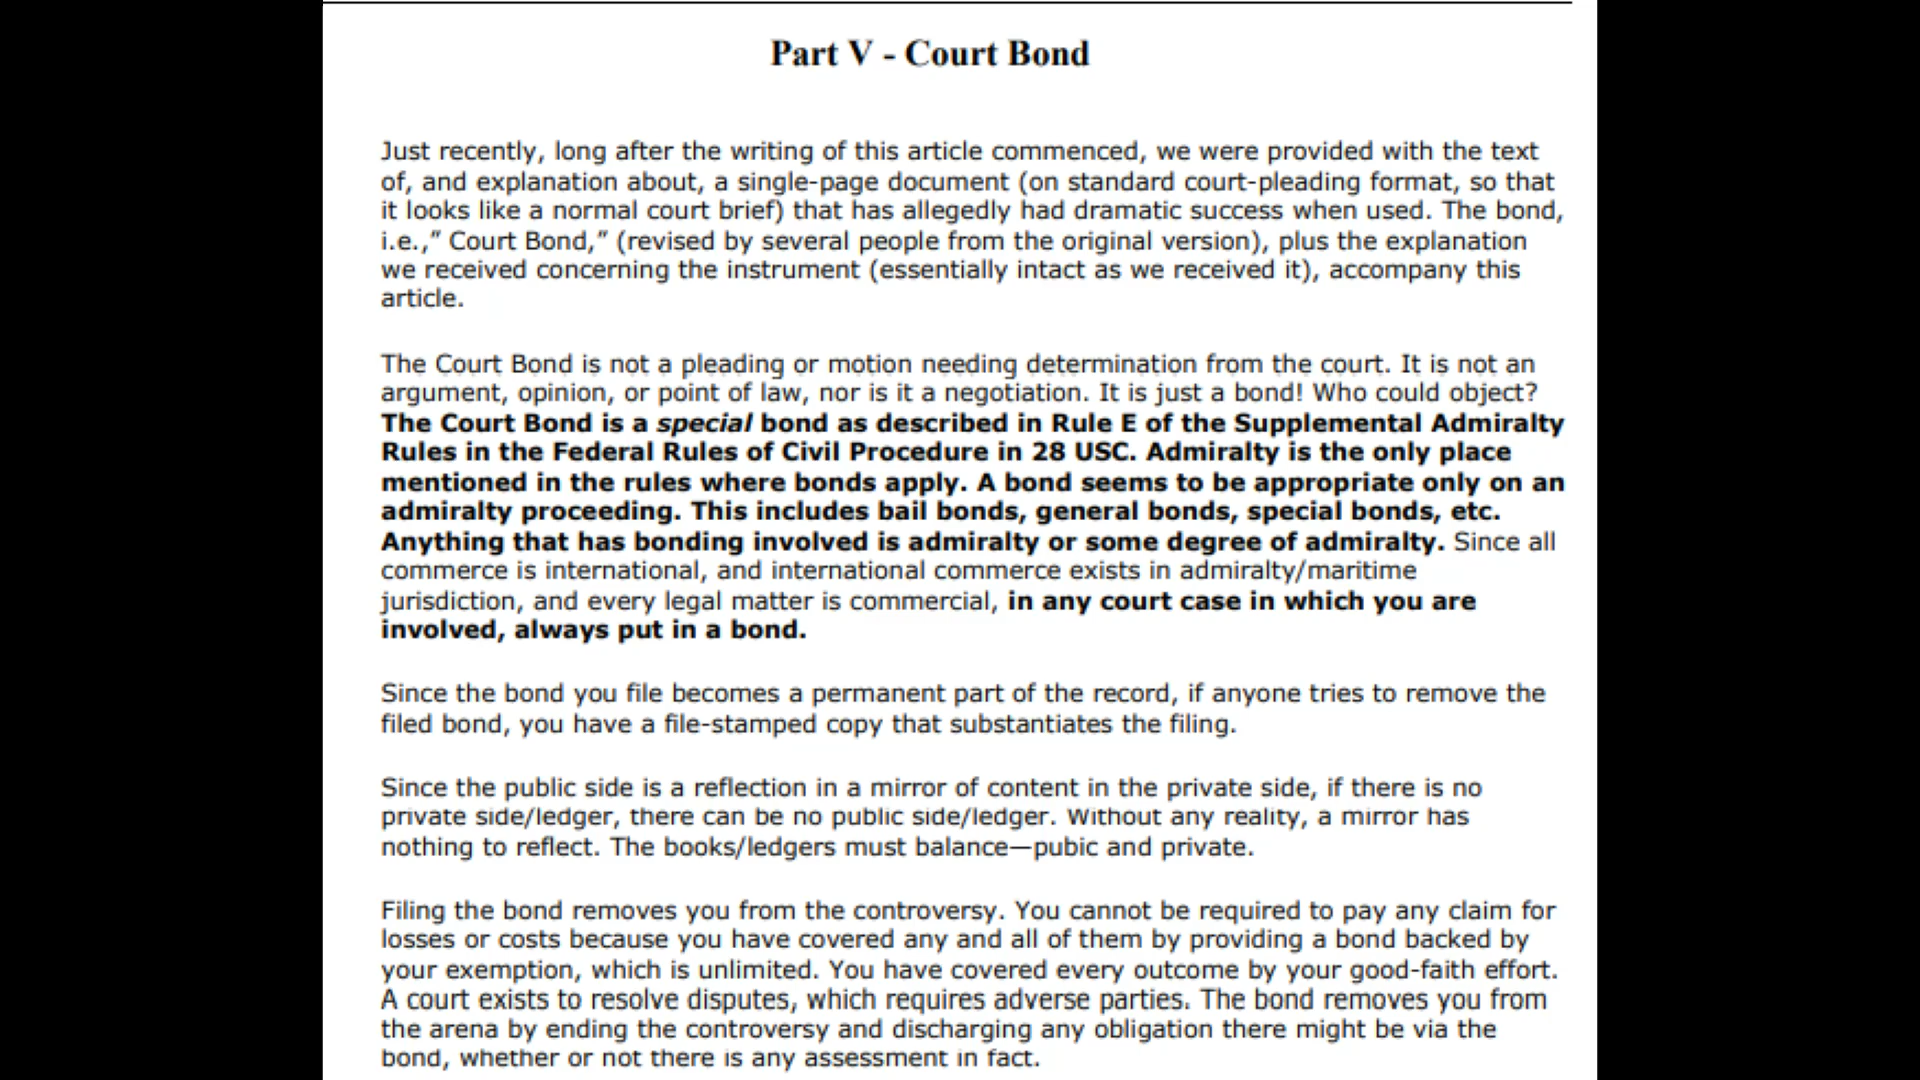 Part V - Court Bond
Just recently, long after the writing of this article commenced, we were provided with the text
of, and explanation about, a single-page document (on standard court-pleading format, so that
it looks like a normal court brief) that has allegedly had dramatic success when used. The bond,
i.e.,” Court Bond,” (revised by several people from the original version), plus the explanation
we received concerning the instrument (essentially intact as we received it), accompany this
article.
The Court Bond is not a pleading or motion needing determination from the court. It is not an
argument, opinion, or point of law, nor is it a negotiation. It is just a bond! Who could object?
The Court Bond is a special bond as described in Rule E of the Supplemental Admiralty
Rules in the Federal Rules of Civil Procedure in 28 USC. Admiralty is the only place
mentioned in the rules where bonds apply. A bond seems to be appropriate only on an
admiralty proceeding. This includes bail bonds, general bonds, special bonds, etc.
Anything that has bonding involved is admiralty or some degree of admiralty. Since all
commerce is international, and international commerce exists in admiralty/maritime
jurisdiction, and every legal matter is commercial, in any court case in which you are
involved, always put in a bond.
Since the bond you file becomes a permanent part of the record, if anyone tries to remove the
filed bond, you have a file-stamped copy that substantiates the filing.
Since the public side is a reflection in a mirror of content in the private side, if there is no
private side/ledger, there can be no public side/ledger. Without any reality, a mirror has
nothing to reflect. The books/ledgers must balance—pubic and private.
Filing the bond removes you from the controversy. You cannot be required to pay any claim for
losses or costs because you have covered any and all of them by providing a bond backed by
your exemption, which is unlimited. You have covered every outcome by your good-faith effort.
A court exists to resolve disputes, which requires adverse parties. The bond removes you from
the arena by ending the controversy and discharging any obligation there might be via the
bond, whether or not there is any assessment in fact.